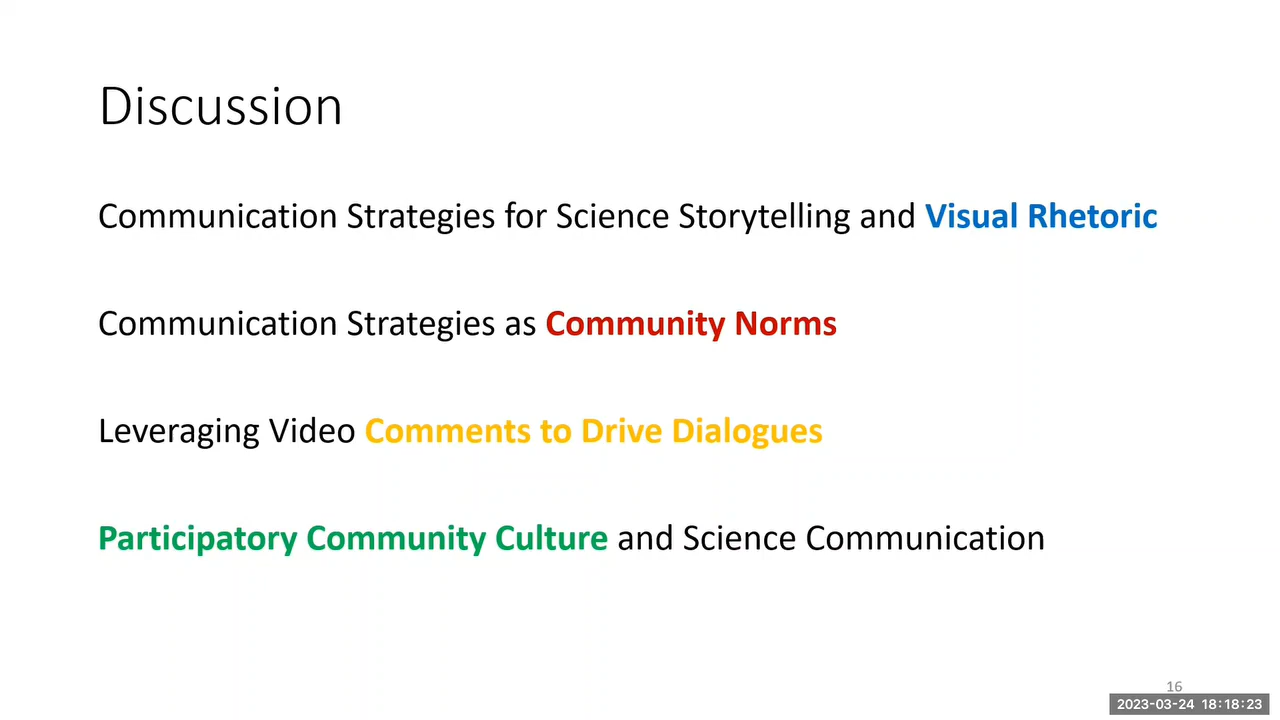 Discussion
Communication Strategies for Science Storytelling and Visual Rhetoric
Communication Strategies as Community Norms
Leveraging Video Comments to Drive Dialogues
Participatory Community Culture and Science Communication
16
2023-03-24 18:18:23